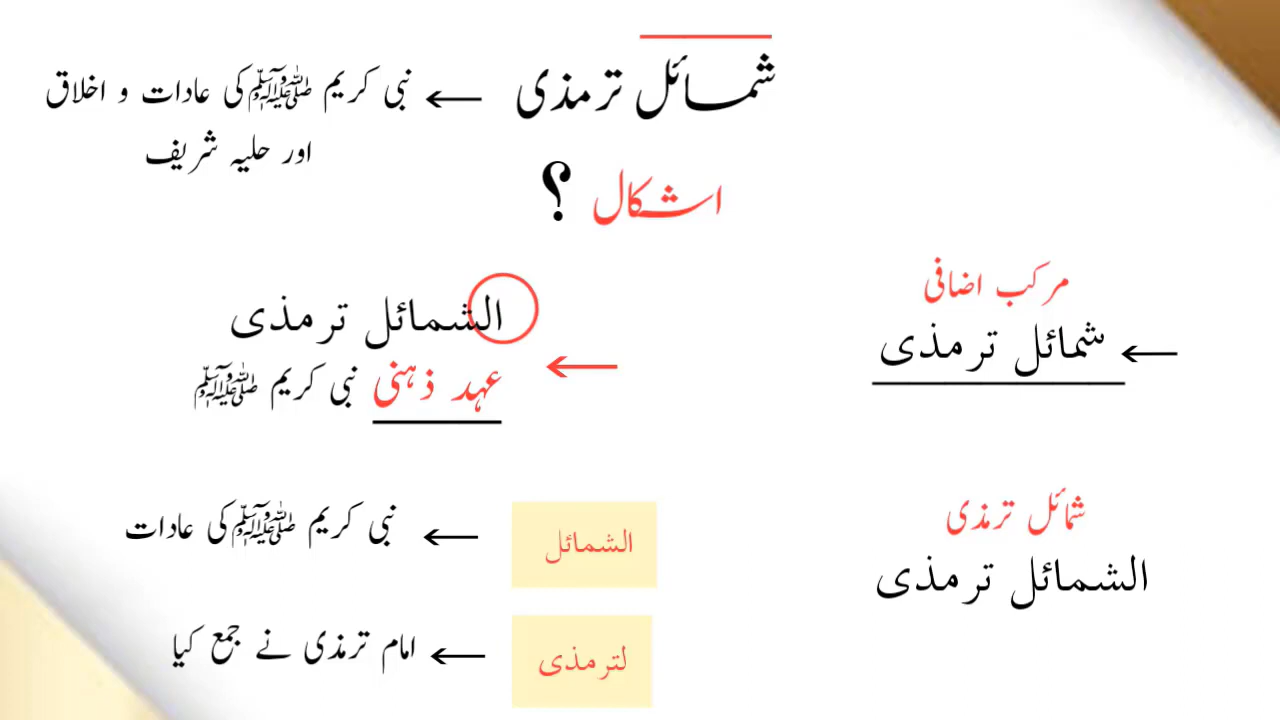 شمائل ترمذی ← نبی کریم ﷺ کی عادات و اخلاق
اور حلیہ شریف
اشکال ؟
مرکب اضافی
← شمائل ترمذی
الشمائل ترمذی
← عہد ذہنی نبی کریم ﷺ
شمائل ترمذی
الشمائل ترمذی
الشمائل ← نبی کریم ﷺ کی عادات
لترمذی ← امام ترمذی نے جمع کیا